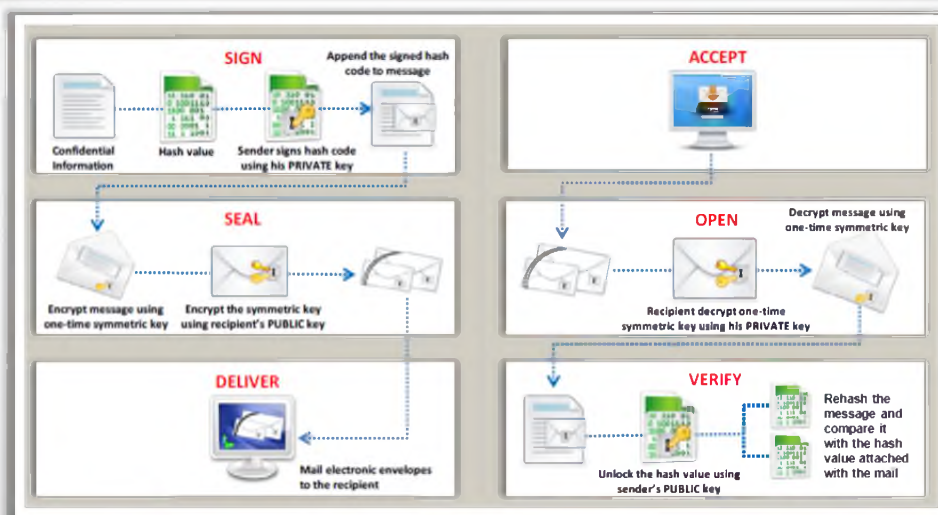 SIGN
Append the signed hash
code to message
Confidential
Information
Hash value
Sender signs hash code
using his PRIVATE key
SEAL
Encrypt message using
one-time symmetric key
Encrypt the symmetric key
using recipient's PUBLIC key
DELIVER
Mail electronic envelopes
to the recipient
ACCEPT
OPEN
Decrypt message using
one-time symmetric key
Recipient decrypt one-time
symmetric key using his PRIVATE key
VERIFY
Unlock the hash value using
sender's PUBLIC key
Rehash the
message and
compare it
with the hash
value attached
with the mail